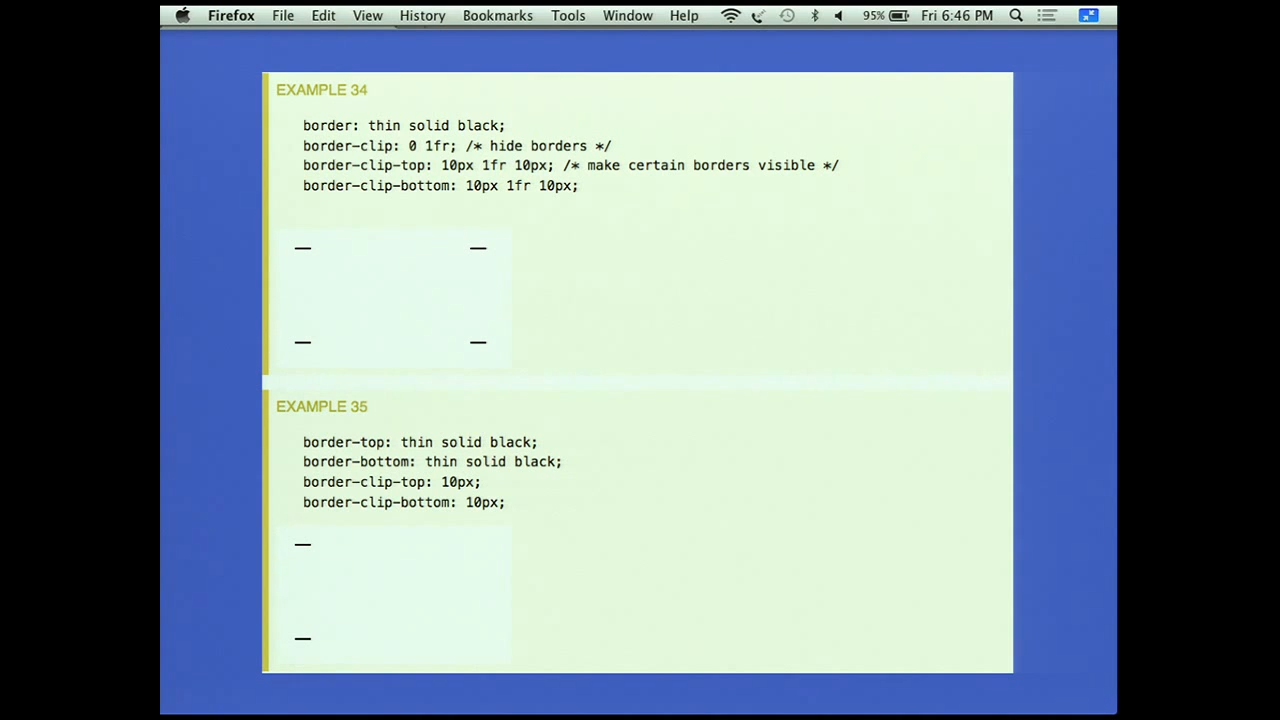 Firefox File Edit View History Bookmarks Tools Window Help 95% Fri 6:46 PM
EXAMPLE 34
border: thin solid black;
border-clip: 0 1fr; /* hide borders */
border-clip-top: 10px 1fr 10px; /* make certain borders visible */
border-clip-bottom: 10px 1fr 10px;
EXAMPLE 35
border-top: thin solid black;
border-bottom: thin solid black;
border-clip-top: 10px;
border-clip-bottom: 10px;